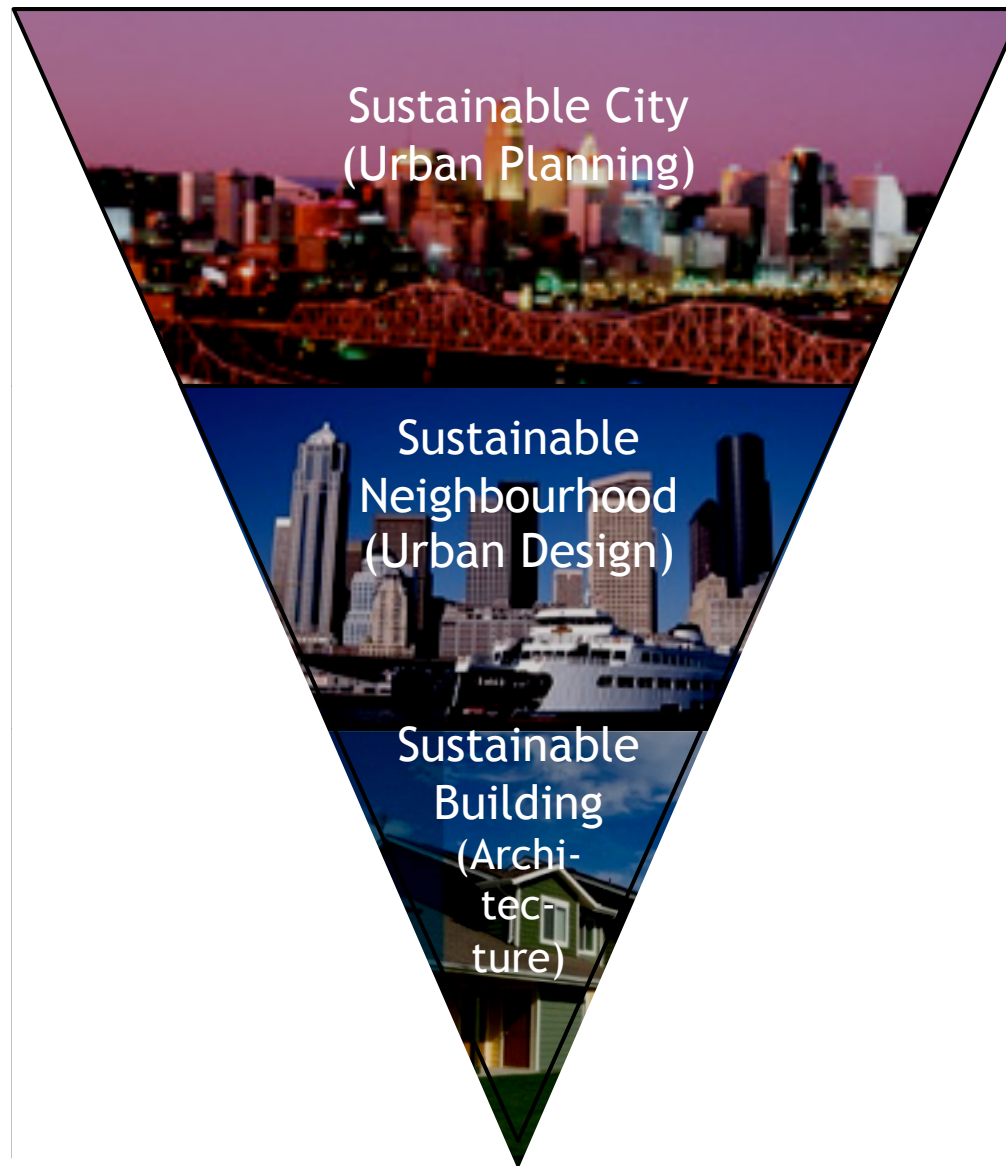 Sustainable City
(Urban Planning)
Sustainable
Neighbourhood
(Urban Design)
Sustainable
Building
(Archi-
tec-
ture)